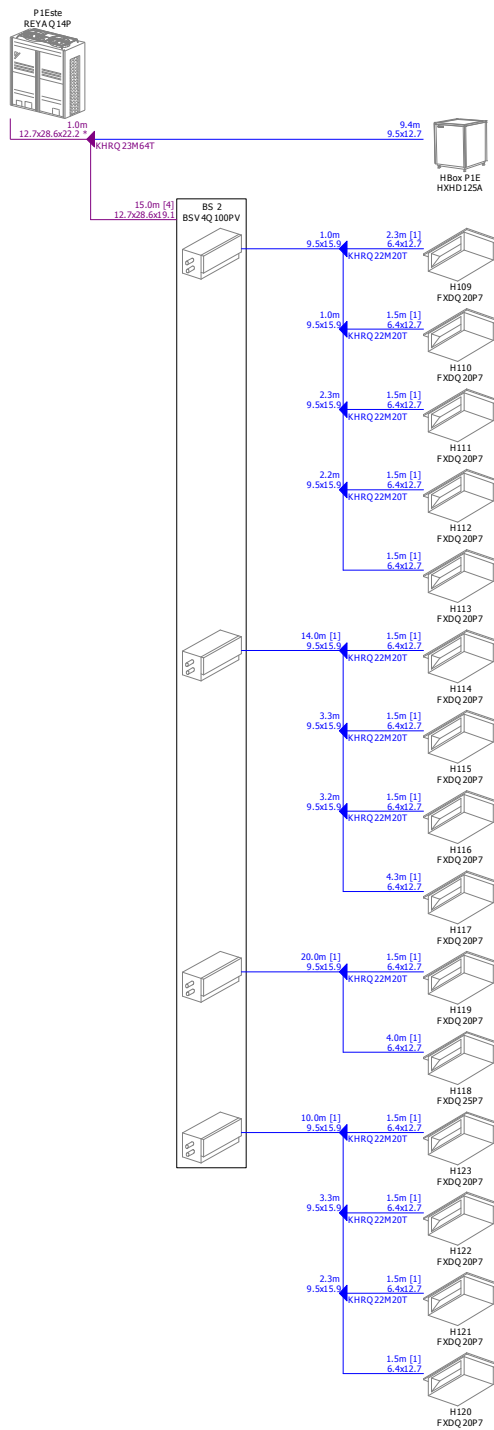 P1Este
REYAQ14P
1.0m
12.7x28.6x22.2 *
KHRQ23M64T
9.4m
9.5x12.7
HBox P1E
HXHD125A
15.0m [4]
12.7x28.6x19.1
BS 2
BSV4Q100PV
1.0m
9.5x15.9
KHRQ22M20T
2.3m [1]
6.4x12.7
H109
FXDQ20P7
1.0m
9.5x15.9
KHRQ22M20T
1.5m [1]
6.4x12.7
H110
FXDQ20P7
2.3m
9.5x15.9
KHRQ22M20T
1.5m [1]
6.4x12.7
H111
FXDQ20P7
2.2m
9.5x15.9
KHRQ22M20T
1.5m [1]
6.4x12.7
H112
FXDQ20P7
1.5m [1]
6.4x12.7
H113
FXDQ20P7
14.0m [1]
9.5x15.9
KHRQ22M20T
1.5m [1]
6.4x12.7
H114
FXDQ20P7
3.3m
9.5x15.9
KHRQ22M20T
1.5m [1]
6.4x12.7
H115
FXDQ20P7
3.2m
9.5x15.9
KHRQ22M20T
1.5m [1]
6.4x12.7
H116
FXDQ20P7
4.3m [1]
6.4x12.7
H117
FXDQ20P7
20.0m [1]
9.5x15.9
KHRQ22M20T
1.5m [1]
6.4x12.7
H119
FXDQ20P7
4.0m [1]
6.4x12.7
H118
FXDQ25P7
10.0m [1]
9.5x15.9
KHRQ22M20T
1.5m [1]
6.4x12.7
H123
FXDQ20P7
3.3m
9.5x15.9
KHRQ22M20T
1.5m [1]
6.4x12.7
H122
FXDQ20P7
2.3m
9.5x15.9
KHRQ22M20T
1.5m [1]
6.4x12.7
H121
FXDQ20P7
1.5m [1]
6.4x12.7
H120
FXDQ20P7